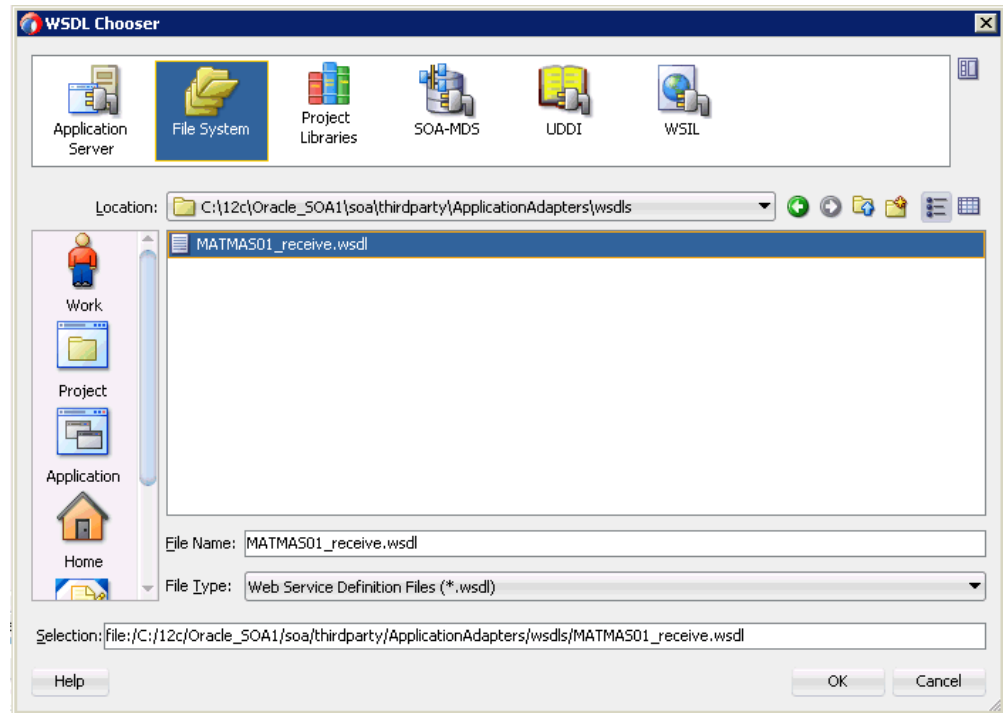 WSDL Chooser
Application
Server
File System
Project
Libraries
SOA-MDS
UDDI
WSIL
Location:
C:\12c\Oracle_SOA1\soa\thirdparty\ApplicationAdapters\wsdls
Work
Project
Application
Home
MATMAS01_receive.wsdl
File Name:
MATMAS01_receive.wsdl
File Type:
Web Service Definition Files (*.wsdl)
Selection:
file:/C:/12c/Oracle_SOA1/soa/thirdparty/ApplicationAdapters/wsdls/MATMAS01_receive.wsdl
Help
OK
Cancel